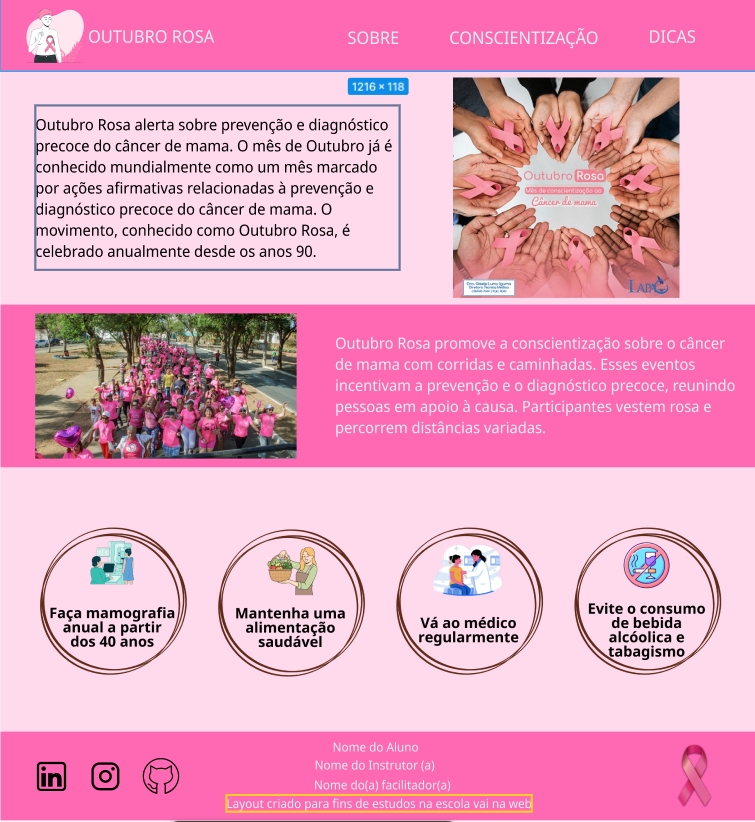 OUTUBRO ROSA
SOBRE
CONSCIENTIZAÇÃO
DICAS
1216 × 118
Outubro Rosa alerta sobre prevenção e diagnóstico
precoce do câncer de mama. O mês de Outubro já é
conhecido mundialmente como um mês marcado
por ações afirmativas relacionadas à prevenção e
diagnóstico precoce do câncer de mama. O
movimento, conhecido como Outubro Rosa, é
celebrado anualmente desde os anos 90.
Outubro Rosa
Mês de conscientização ao
Câncer de mama
LAPAC
Outubro Rosa promove a conscientização sobre o câncer
de mama com corridas e caminhadas. Esses eventos
incentivam a prevenção e o diagnóstico precoce, reunindo
pessoas em apoio à causa. Participantes vestem rosa e
percorrem distâncias variadas.
Faça mamografia
anual a partir
dos 40 anos
Mantenha uma
alimentação
saudável
Vá ao médico
regularmente
Evite o consumo
de bebida
alcóolica e
tabagismo
in
Nome do Aluno
Nome do Instrutor (a)
Nome do(a) facilitador(a)
Layout criado para fins de estudos na escola vai na web